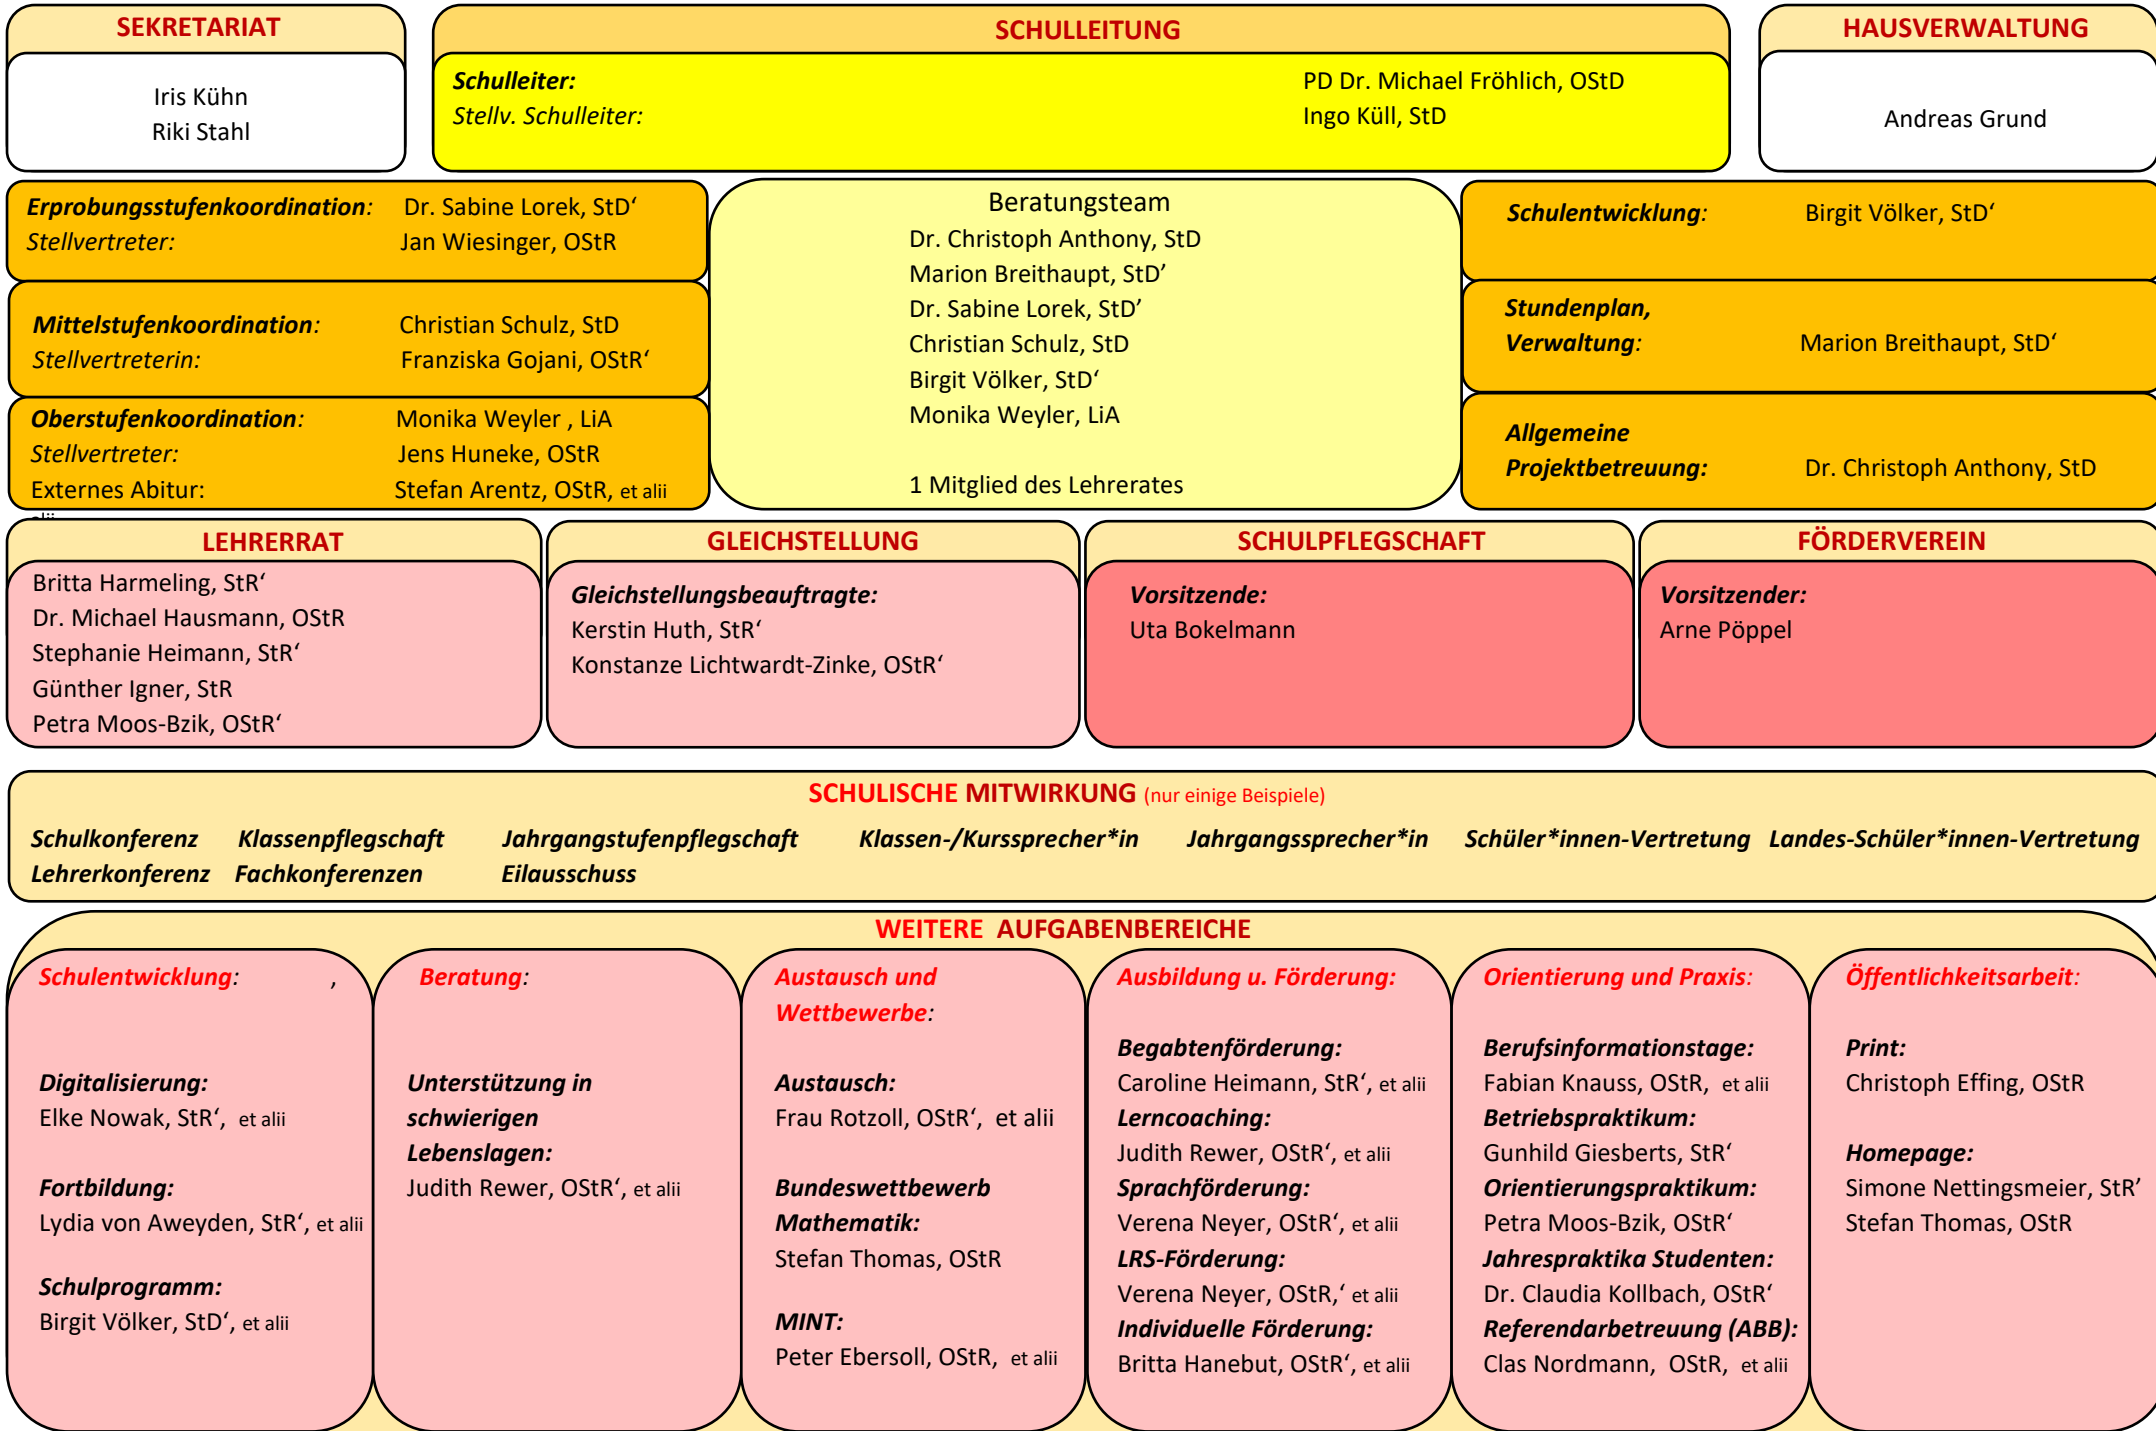 SEKRETARIAT
Iris Kühn
Riki Stahl
SCHULLEITUNG
Schulleiter: PD Dr. Michael Fröhlich, OStD
Stellv. Schulleiter: Ingo Küll, StD
HAUSVERWALTUNG
Andreas Grund
Erprobungsstufenkoordination: Dr. Sabine Lorek, StD‘
Stellvertreter: Jan Wiesinger, OStR
Mittelstufenkoordination: Christian Schulz, StD
Stellvertreterin: Franziska Gojani, OStR‘
Oberstufenkoordination: Monika Weyler , LiA
Stellvertreter: Jens Huneke, OStR
Externes Abitur: Stefan Arentz, OStR, et alii
alii
Beratungsteam
Dr. Christoph Anthony, StD
Marion Breithaupt, StD’
Dr. Sabine Lorek, StD’
Christian Schulz, StD
Birgit Völker, StD‘
Monika Weyler, LiA
1 Mitglied des Lehrerates
Schulentwicklung: Birgit Völker, StD‘
Stundenplan,
Verwaltung: Marion Breithaupt, StD‘
Allgemeine
Projektbetreuung: Dr. Christoph Anthony, StD
LEHRERRAT
Britta Harmeling, StR‘
Dr. Michael Hausmann, OStR
Stephanie Heimann, StR‘
Günther Igner, StR
Petra Moos-Bzik, OStR‘
GLEICHSTELLUNG
Gleichstellungsbeauftragte:
Kerstin Huth, StR‘
Konstanze Lichtwardt-Zinke, OStR‘
SCHULPFLEGSCHAFT
Vorsitzende:
Uta Bokelmann
FÖRDERVEREIN
Vorsitzender:
Arne Pöppel
SCHULISCHE MITWIRKUNG (nur einige Beispiele)
Schulkonferenz Klassenpflegschaft Jahrgangstufenpflegschaft Klassen-/Kurssprecher*in Jahrgangssprecher*in Schüler*innen-Vertretung Landes-Schüler*innen-Vertretung
Lehrerkonferenz Fachkonferenzen Eilausschuss
WEITERE AUFGABENBEREICHE
Schulentwicklung: ,
Digitalisierung:
Elke Nowak, StR‘, et alii
Fortbildung:
Lydia von Aweyden, StR‘, et alii
Schulprogramm:
Birgit Völker, StD‘, et alii
Beratung:
Unterstützung in
schwierigen
Lebenslagen:
Judith Rewer, OStR‘, et alii
Austausch und
Wettbewerbe:
Austausch:
Frau Rotzoll, OStR‘, et alii
Bundeswettbewerb
Mathematik:
Stefan Thomas, OStR
MINT:
Peter Ebersoll, OStR, et alii
Ausbildung u. Förderung:
Begabtenförderung:
Caroline Heimann, StR‘, et alii
Lerncoaching:
Judith Rewer, OStR‘, et alii
Sprachförderung:
Verena Neyer, OStR‘, et alii
LRS-Förderung:
Verena Neyer, OStR,‘ et alii
Individuelle Förderung:
Britta Hanebut, OStR‘, et alii
Orientierung und Praxis:
Berufsinformationstage:
Fabian Knauss, OStR, et alii
Betriebspraktikum:
Gunhild Giesberts, StR‘
Orientierungspraktikum:
Petra Moos-Bzik, OStR‘
Jahrespraktika Studenten:
Dr. Claudia Kollbach, OStR‘
Referendarbetreuung (ABB):
Clas Nordmann, OStR, et alii
Öffentlichkeitsarbeit:
Print:
Christoph Effing, OStR
Homepage:
Simone Nettingsmeier, StR’
Stefan Thomas, OStR